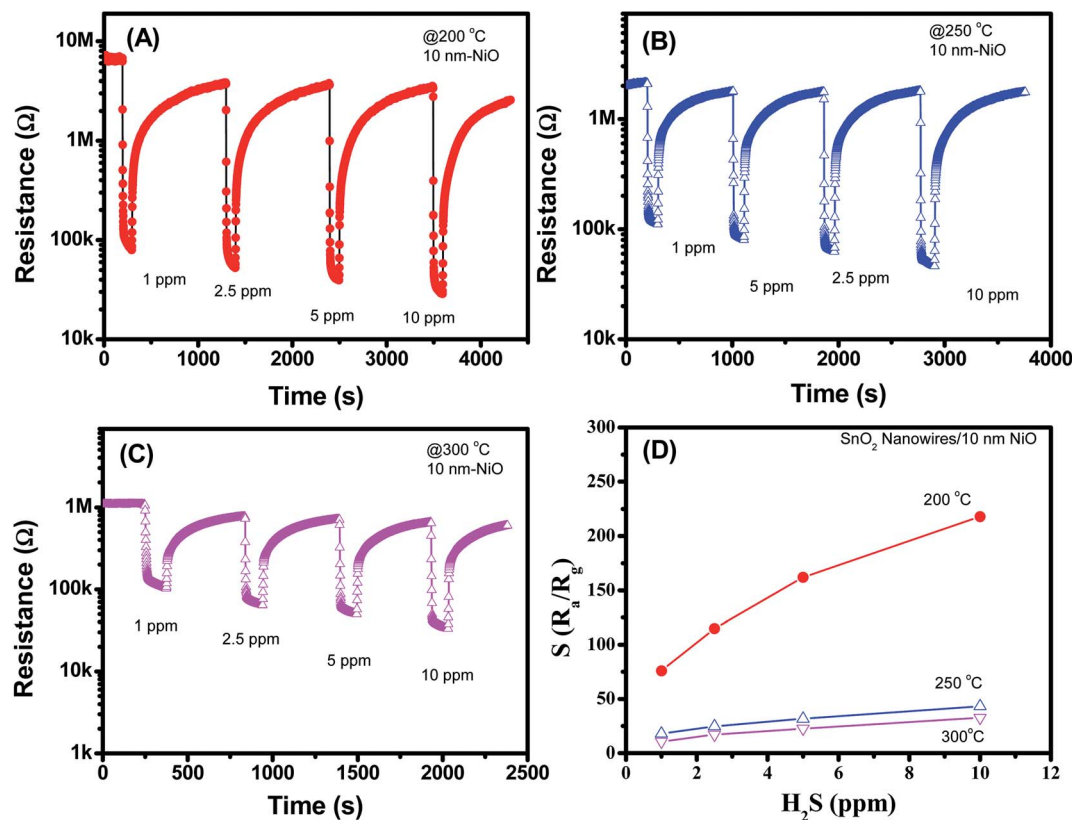 (A)
@200 °C
10 nm-NiO
10M
1M
100k
10k
Resistance (Ω)
1 ppm
2.5 ppm
5 ppm
10 ppm
0
1000
2000
3000
4000
Time (s)
(B)
@250 °C
10 nm-NiO
1M
100k
10k
Resistance (Ω)
1 ppm
5 ppm
2.5 ppm
10 ppm
0
1000
2000
3000
4000
Time (s)
(C)
@300 °C
10 nm-NiO
1M
100k
10k
1k
Resistance (Ω)
1 ppm
2.5 ppm
5 ppm
10 ppm
0
500
1000
1500
2000
2500
Time (s)
(D)
SnO₂ Nanowires/10 nm NiO
300
250
200
150
100
50
0
S (Rₐ/R_g)
200 °C
250 °C
300°C
0
2
4
6
8
10
12
H₂S (ppm)